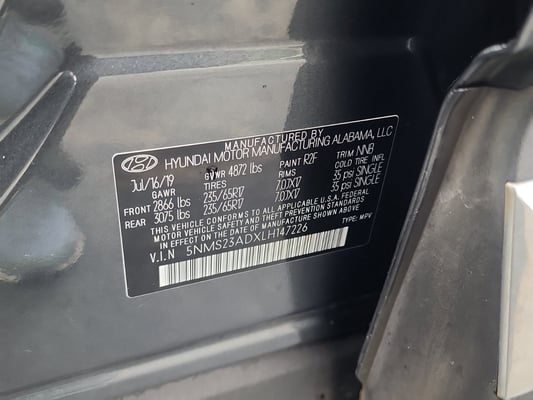 MANUFACTURED BY
HYUNDAI MOTOR MANUFACTURING ALABAMA, LLC
JUL/16/19 GVWR 4872 lbs PAINT R2F TRIM NNB
GAWR TIRES RIMS COLD TIRE INFL
FRONT 2866 lbs 235/65R17 7.0JX17 33 psi SINGLE
REAR 3075 lbs 235/65R17 7.0JX17 33 psi SINGLE
THIS VEHICLE CONFORMS TO ALL APPLICABLE U.S.A. FEDERAL
MOTOR VEHICLE SAFETY AND THEFT PREVENTION STANDARDS
IN EFFECT ON THE DATE OF MANUFACTURE SHOWN ABOVE.
V.I.N 5NMS23ADXLH147226 TYPE: MPV